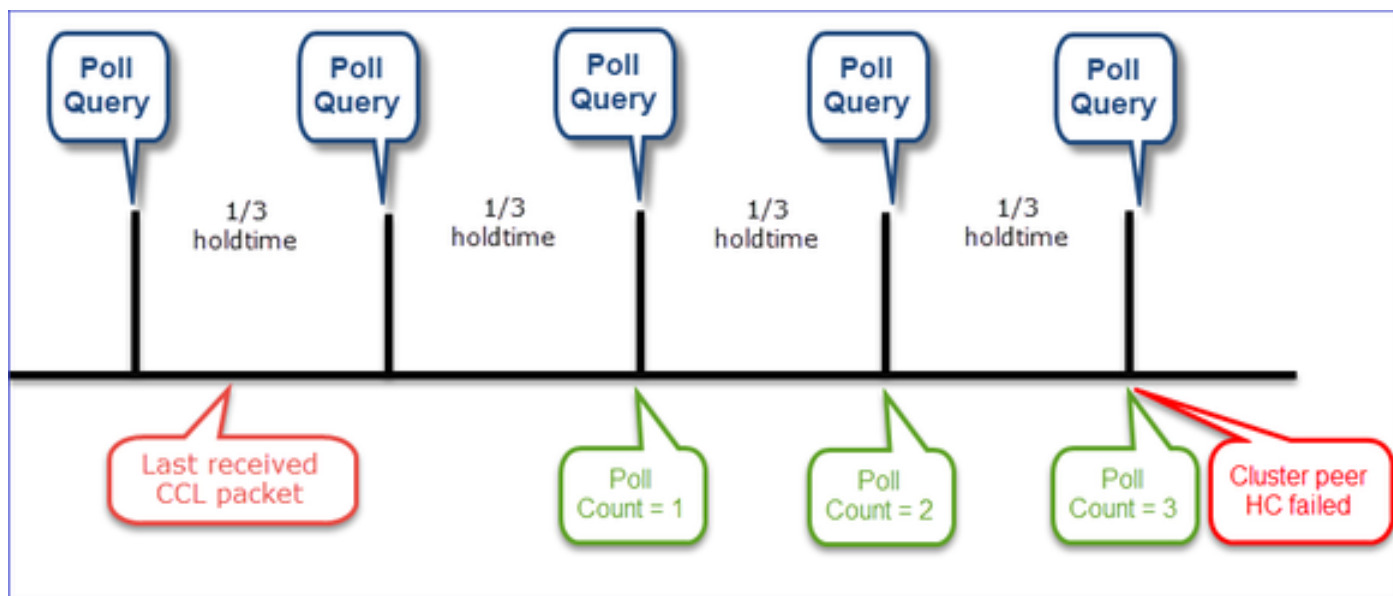 Poll
Query
Poll
Query
Poll
Query
Poll
Query
Poll
Query
1/3
holdtime
1/3
holdtime
1/3
holdtime
1/3
holdtime
Last received
CCL packet
Poll
Count = 1
Poll
Count = 2
Poll
Count = 3
Cluster peer
HC failed